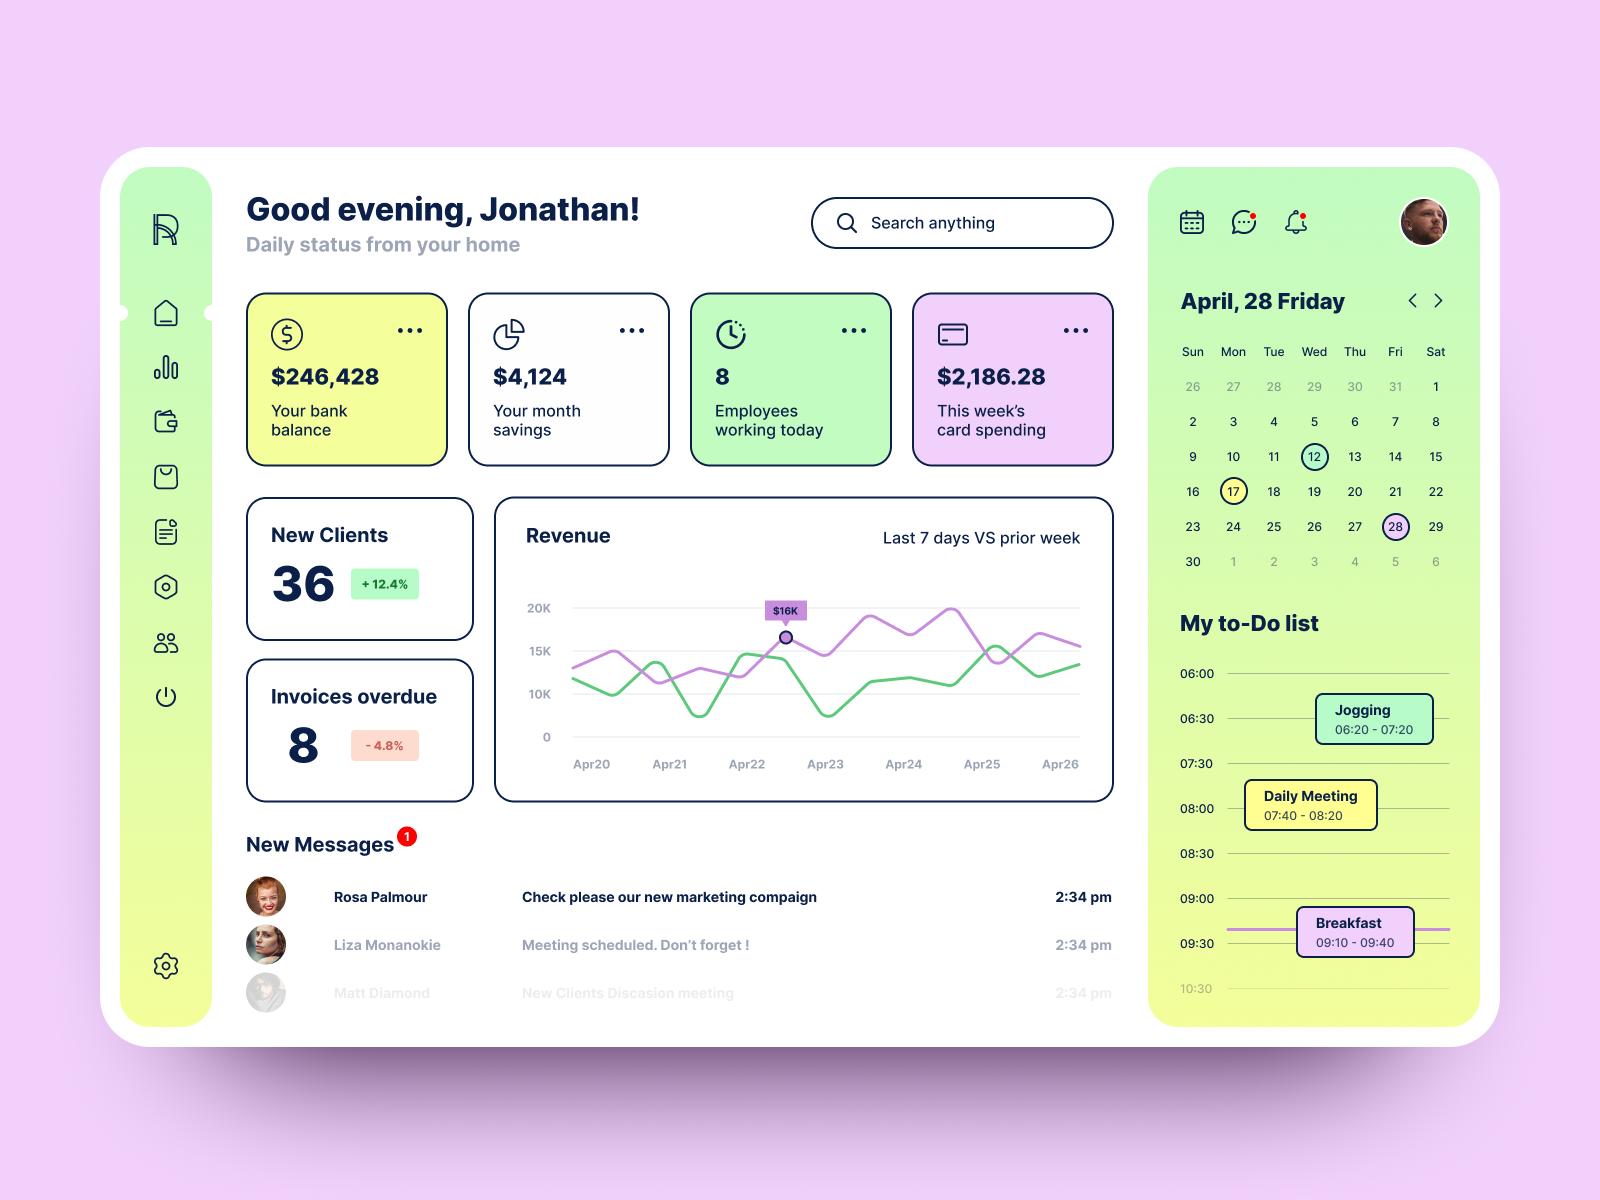 Good evening, Jonathan!
Daily status from your home
Search anything
$246,428
Your bank
balance
$4,124
Your month
savings
8
Employees
working today
$2,186.28
This week's
card spending
New Clients
36
+ 12.4%
Invoices overdue
8
- 4.8%
Revenue
Last 7 days VS prior week
$16K
20K
15K
10K
0
Apr20 Apr21 Apr22 Apr23 Apr24 Apr25 Apr26
New Messages
1
Rosa Palmour Check please our new marketing compaign 2:34 pm
Liza Monanokie Meeting scheduled. Don't forget ! 2:34 pm
Matt Diamond New Clients Discasion meeting 2:34 pm
April, 28 Friday
Sun Mon Tue Wed Thu Fri Sat
26 27 28 29 30 31 1
2 3 4 5 6 7 8
9 10 11 12 13 14 15
16 17 18 19 20 21 22
23 24 25 26 27 28 29
30 1 2 3 4 5 6
My to-Do list
06:00
Jogging
06:30
06:20 - 07:20
07:30
Daily Meeting
08:00
07:40 - 08:20
08:30
09:00
Breakfast
09:30
09:10 - 09:40
10:30